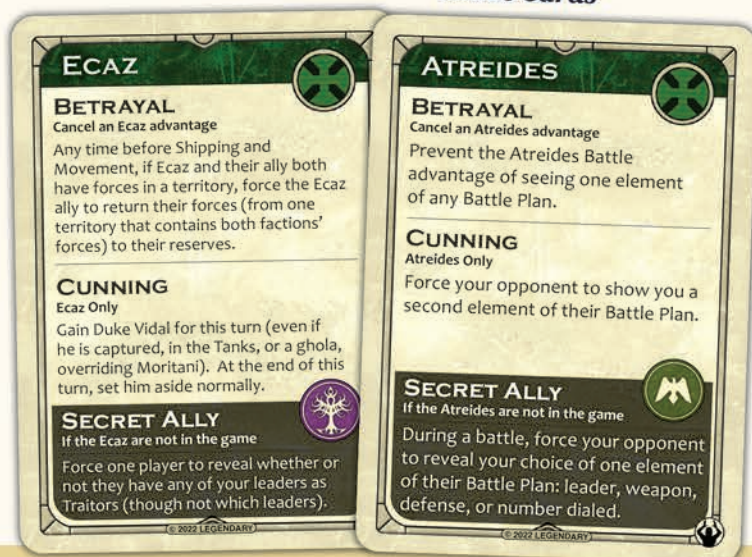 ECAZ
BETRAYAL
Cancel an Ecaz advantage
Any time before Shipping and
Movement, if Ecaz and their ally both
have forces in a territory, force the Ecaz
ally to return their forces (from one
territory that contains both factions'
forces) to their reserves.
CUNNING
Ecaz Only
Gain Duke Vidal for this turn (even if
he is captured, in the Tanks, or a ghola,
overriding Moritani). At the end of this
turn, set him aside normally.
SECRET ALLY
If the Ecaz are not in the game
Force one player to reveal whether or
not they have any of your leaders as
Traitors (though not which leaders).
© 2022 LEGENDARY
ATREIDES
BETRAYAL
Cancel an Atreides advantage
Prevent the Atreides Battle
advantage of seeing one element
of any Battle Plan.
CUNNING
Atreides Only
Force your opponent to show you a
second element of their Battle Plan.
SECRET ALLY
If the Atreides are not in the game
During a battle, force your opponent
to reveal your choice of one element
of their Battle Plan: leader, weapon,
defense, or number dialed.
© 2022 LEGENDARY